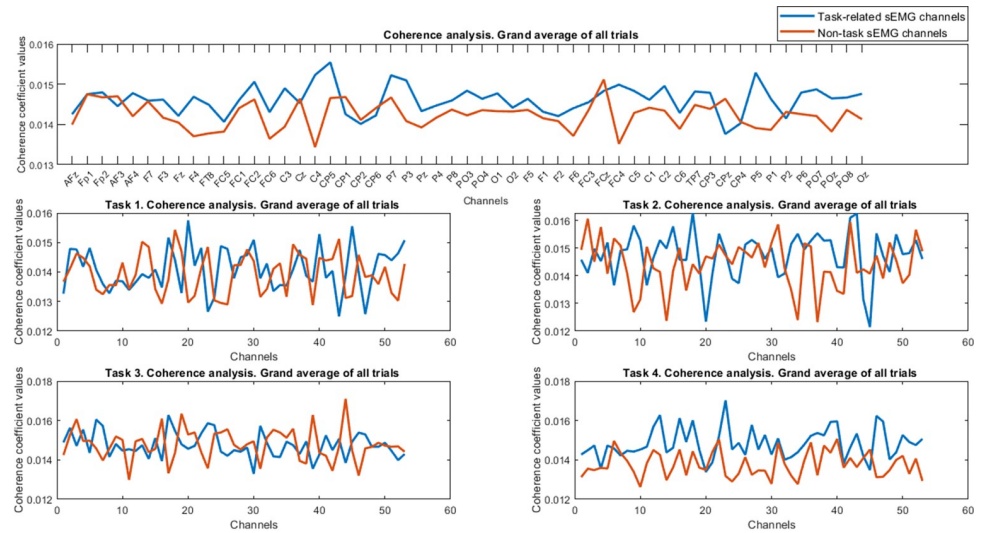 Task-related sEMG channels
Non-task sEMG channels
Coherence analysis. Grand average of all trials
Coherence coefficient values
0.016
0.015
0.014
0.013
AFz Fp1 Fp2 AF3 AF4 F7 F3 Fz F4 FT8 FC5 FC1 FC2 FC6 C3 Cz C4 CP5 CP1 CP2 CP6 P7 P3 Pz P4 P8 PO3 PO4 O1 O2 F5 F1 F2 F6 FC3 FCz FC4 C5 C1 C2 C6 TP7 CP3 CPz CP4 P5 P1 P2 P6 PO7 POz PO8 Oz
Channels
Task 1. Coherence analysis. Grand average of all trials
Coherence coefficient values
0.016
0.015
0.014
0.013
0.012
0 10 20 30 40 50 60
Channels
Task 2. Coherence analysis. Grand average of all trials
Coherence coefficient values
0.016
0.015
0.014
0.013
0.012
0 10 20 30 40 50 60
Channels
Task 3. Coherence analysis. Grand average of all trials
Coherence coefficient values
0.018
0.016
0.014
0.012
0 10 20 30 40 50 60
Channels
Task 4. Coherence analysis. Grand average of all trials
Coherence coefficient values
0.018
0.016
0.014
0.012
0 10 20 30 40 50 60
Channels